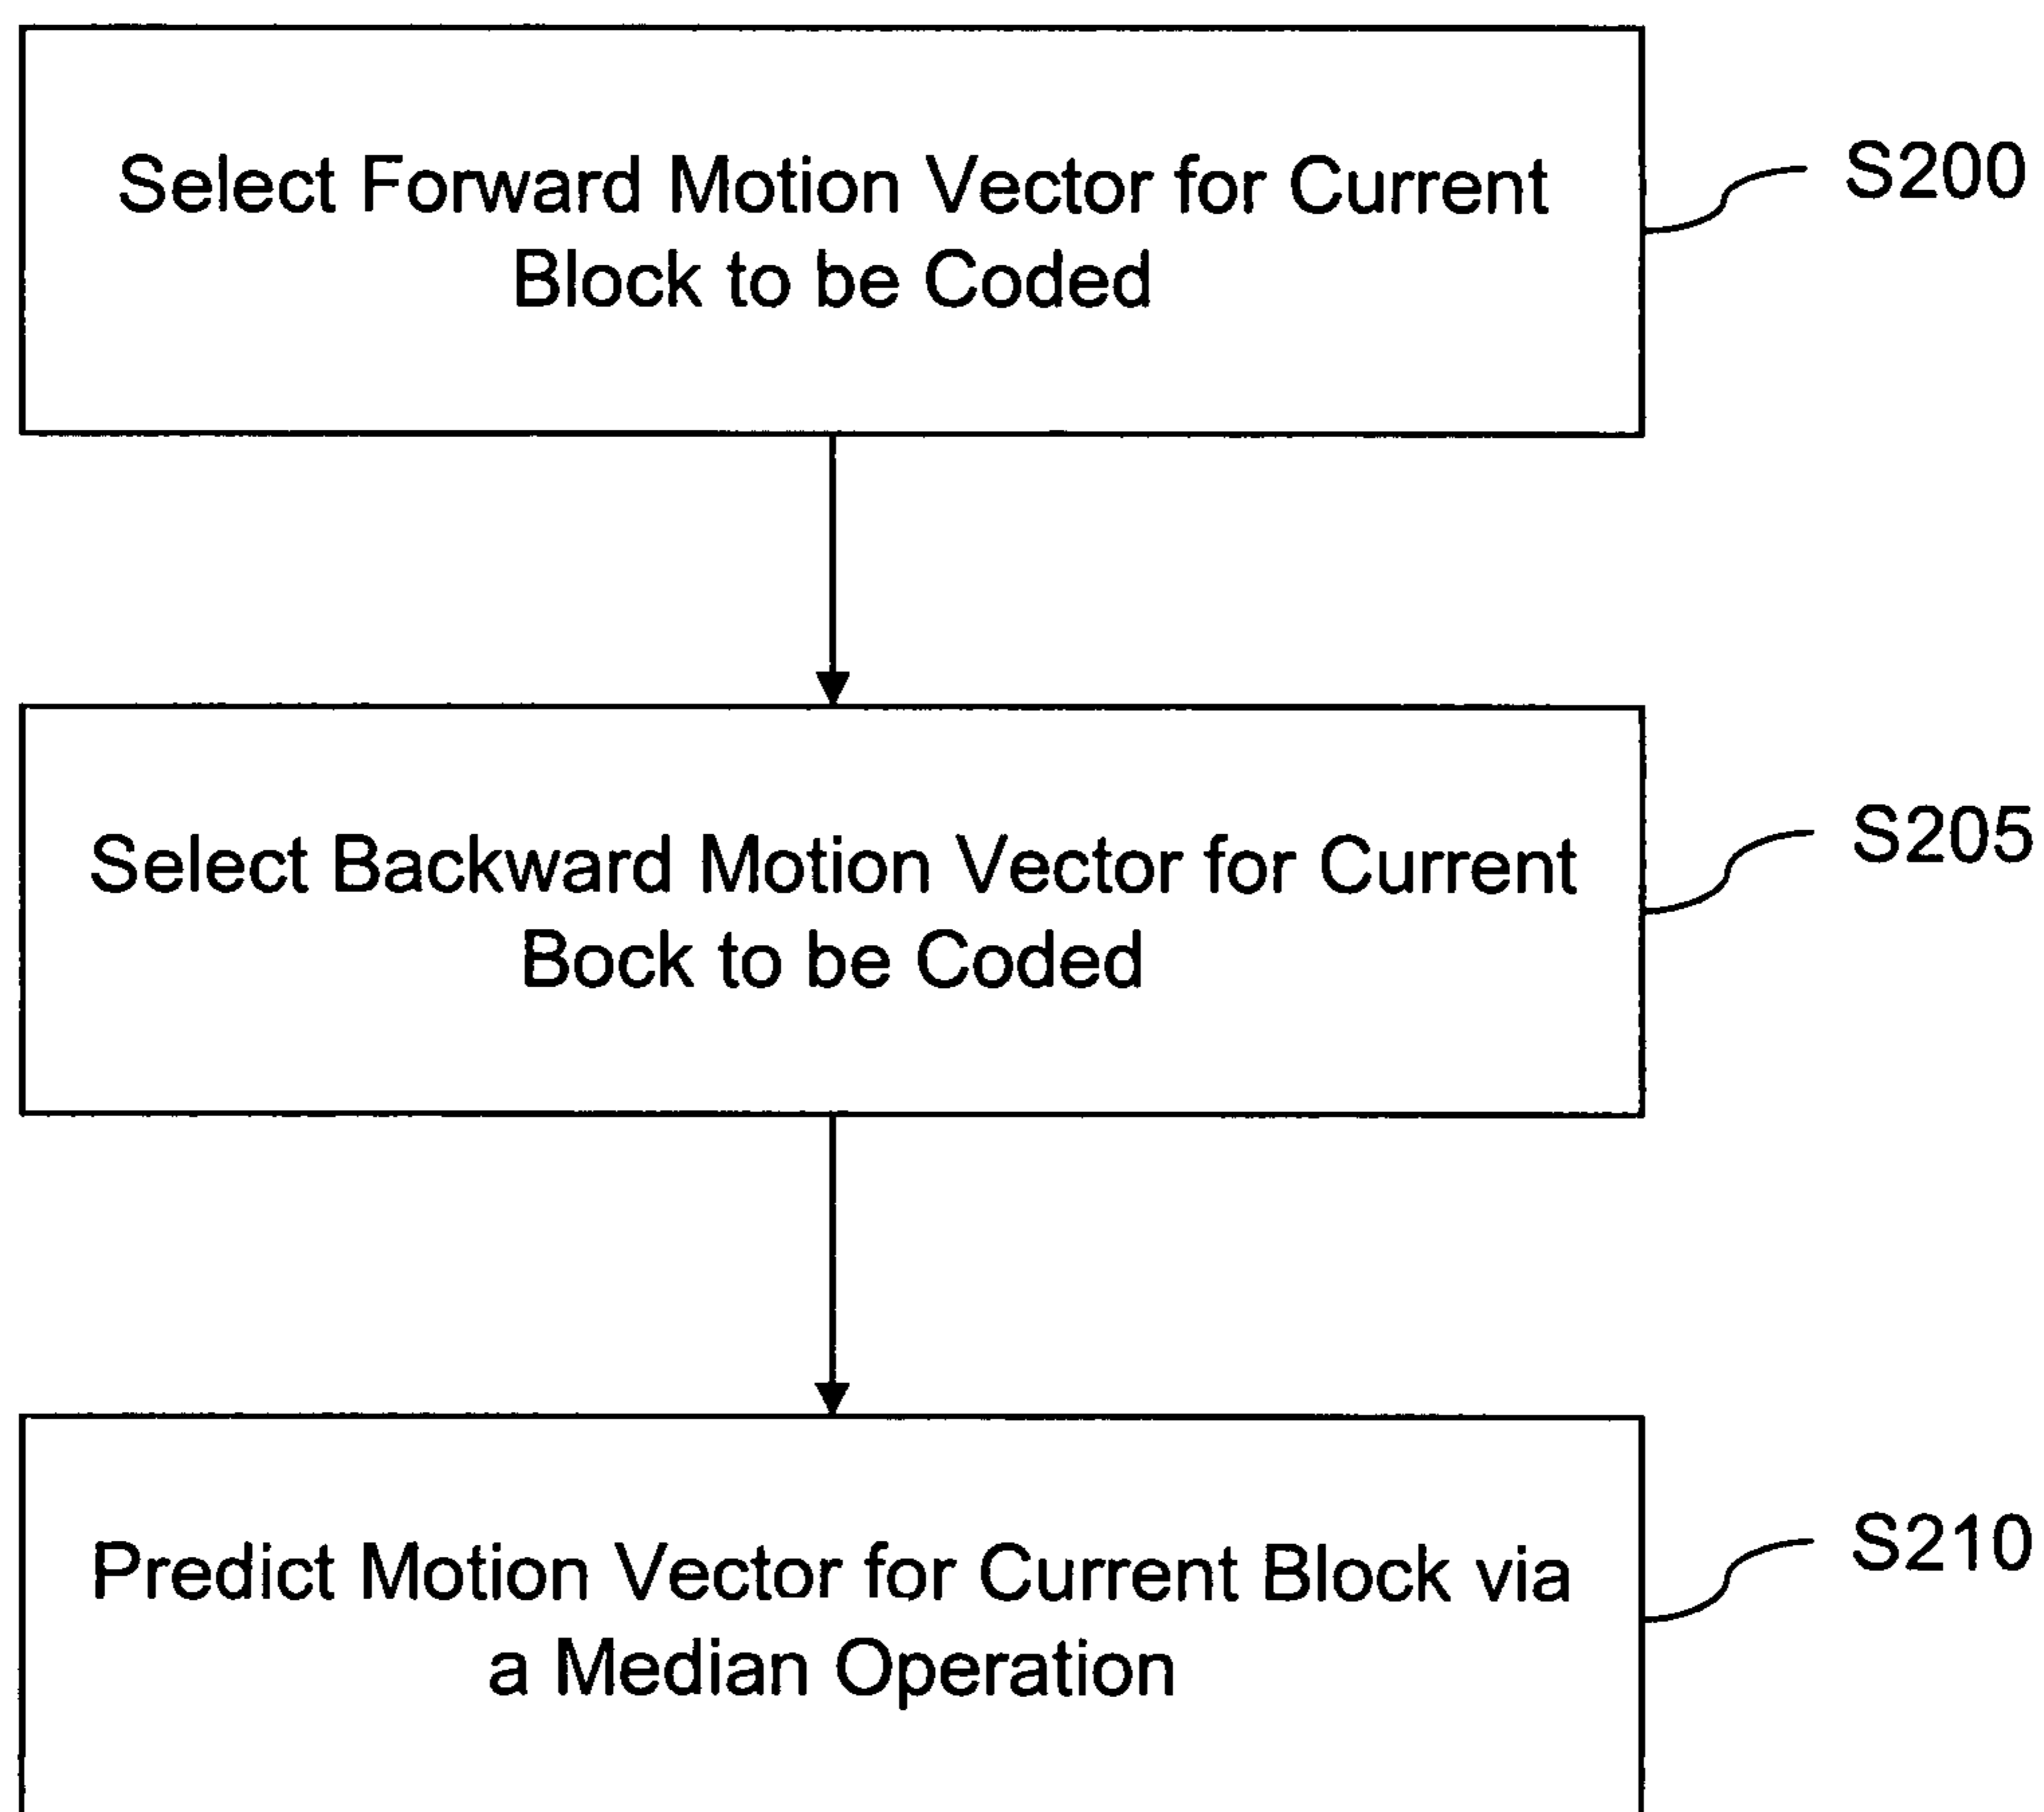 Select Forward Motion Vector for Current
Block to be Coded
S200
Select Backward Motion Vector for Current
Bock to be Coded
S205
Predict Motion Vector for Current Block via
a Median Operation
S210